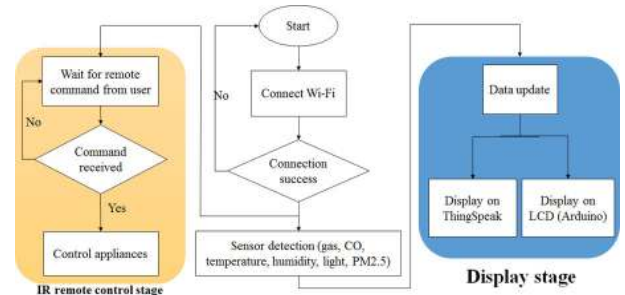 Start
Wait for remote
command from user
No
Connect Wi-Fi
No
Data update
Command
received
Connection
success
Yes
Display on
ThingSpeak
Display on
LCD (Arduino)
Control appliances
Sensor detection (gas, CO,
temperature, humidity, light, PM2.5)
IR remote control stage
Display stage